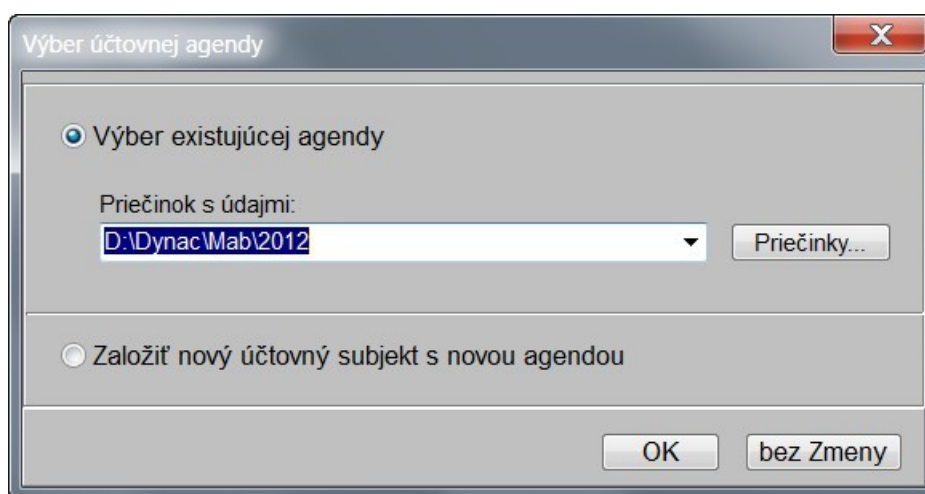 Výber účtovnej agendy
Výber existujúcej agendy
Priečinok s údajmi:
D:\Dynac\Mab\2012
Priečinky...
Založiť nový účtovný subjekt s novou agendou
OK
bez Zmeny